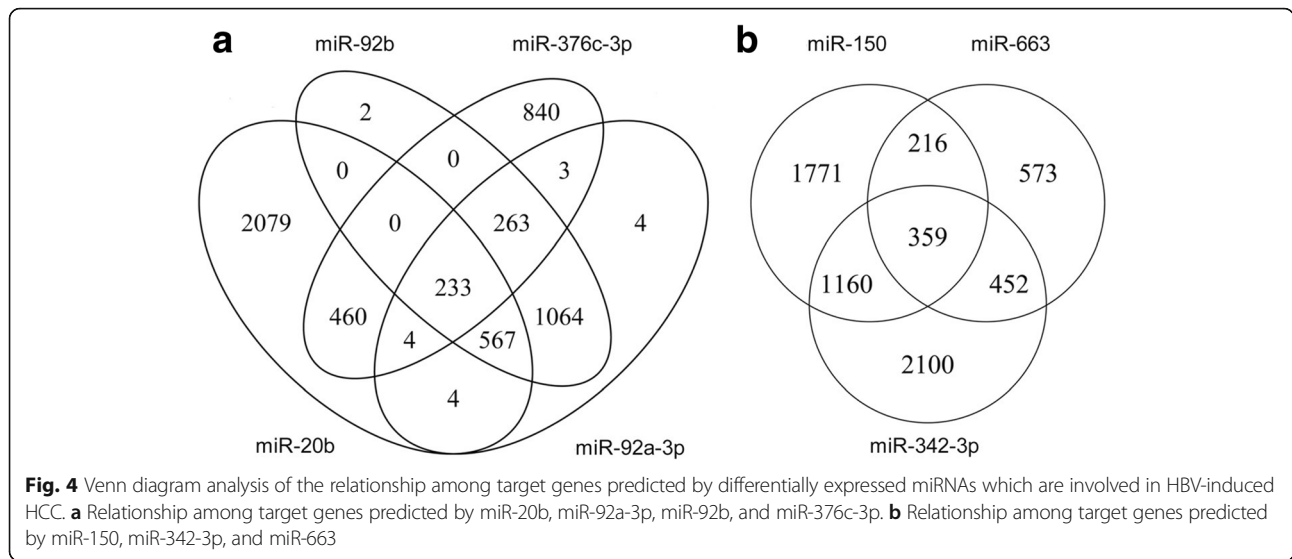 a
miR-92b
miR-376c-3p
b
miR-150
miR-663
2
840
0
0
3
2079
0
263
4
233
460
4
567
1064
4
miR-20b
miR-92a-3p
216
1771
573
359
1160
452
2100
miR-342-3p
Fig. 4 Venn diagram analysis of the relationship among target genes predicted by differentially expressed miRNAs which are involved in HBV-induced
HCC. a Relationship among target genes predicted by miR-20b, miR-92a-3p, miR-92b, and miR-376c-3p. b Relationship among target genes predicted
by miR-150, miR-342-3p, and miR-663